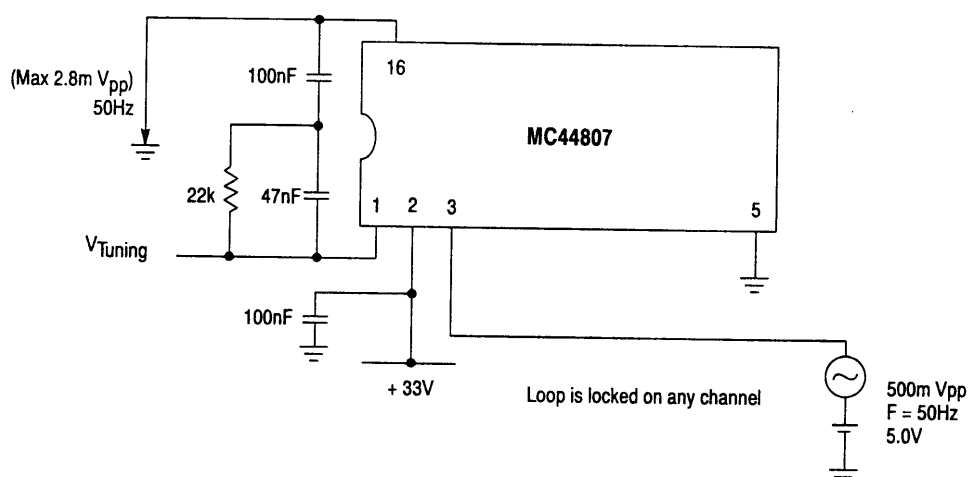 (Max 2.8m Vpp)
50Hz
100nF
16
MC44807
22k
47nF
1
2
3
5
VTuning
100nF
+ 33V
Loop is locked on any channel
500m Vpp
F = 50Hz
5.0V